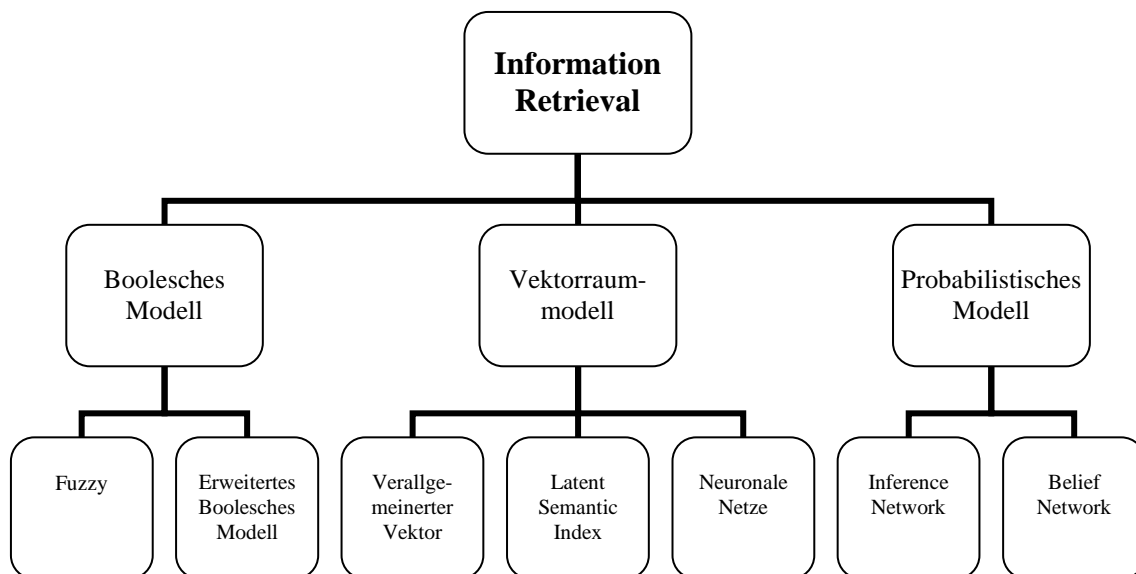 Information
Retrieval
Boolesches
Modell
Vektorraum-
modell
Probabilistisches
Modell
Fuzzy
Erweitertes
Boolesches
Modell
Verallge-
meinerter
Vektor
Latent
Semantic
Index
Neuronale
Netze
Inference
Network
Belief
Network